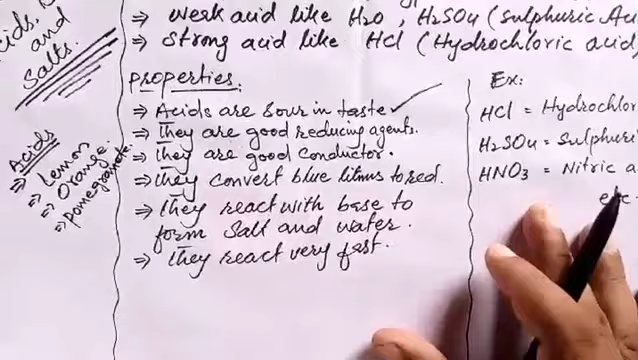 cids,
and
Salts.
⇒ weak acid like H2O, H2SO4 (Sulphuric Aci
⇒ Strong acid like HCl (Hydrochloric acid)
Acids
⇒ Lemon
⇒ Orange
⇒ Pomegranate
properties:
⇒ Acids are sour in taste
⇒ They are good reducing agents.
⇒ They are good conductor.
⇒ They convert blue litmus to red.
⇒ They react with base to
form Salt and water.
⇒ They react very fast.
Ex:
HCl = Hydrochlor
H2SO4 = Sulphuri
HNO3 = Nitric a
etc.